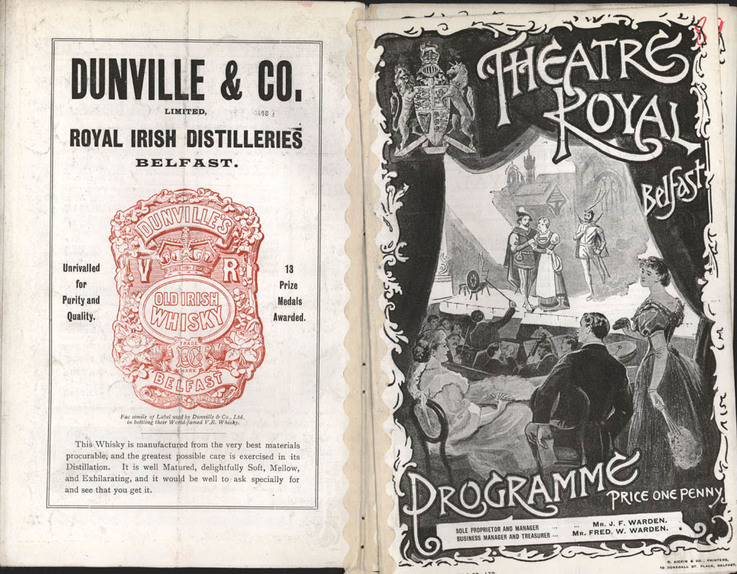 DUNVILLE & CO.
LIMITED,
ROYAL IRISH DISTILLERIES
BELFAST.
DUNVILLE'S
V R
OLD IRISH
WHISKY
TRADE
MARK
BELFAST
Unrivalled
for
Purity and
Quality.
13
Prize
Medals
Awarded.
Fac simile of Label used by Dunville & Co., Ltd.
in bottling their World-famed V.R. Whisky.
This Whisky is manufactured from the very best materials
procurable, and the greatest possible care is exercised in its
Distillation. It is well Matured, delightfully Soft, Mellow,
and Exhilarating, and it would be well to ask specially for
and see that you get it.
THEATRE
ROYAL
Belfast
PROGRAMME
PRICE ONE PENNY
SOLE PROPRIETOR AND MANAGER ... ... MR. J. F. WARDEN.
BUSINESS MANAGER AND TREASURER ... MR. FRED. W. WARDEN.